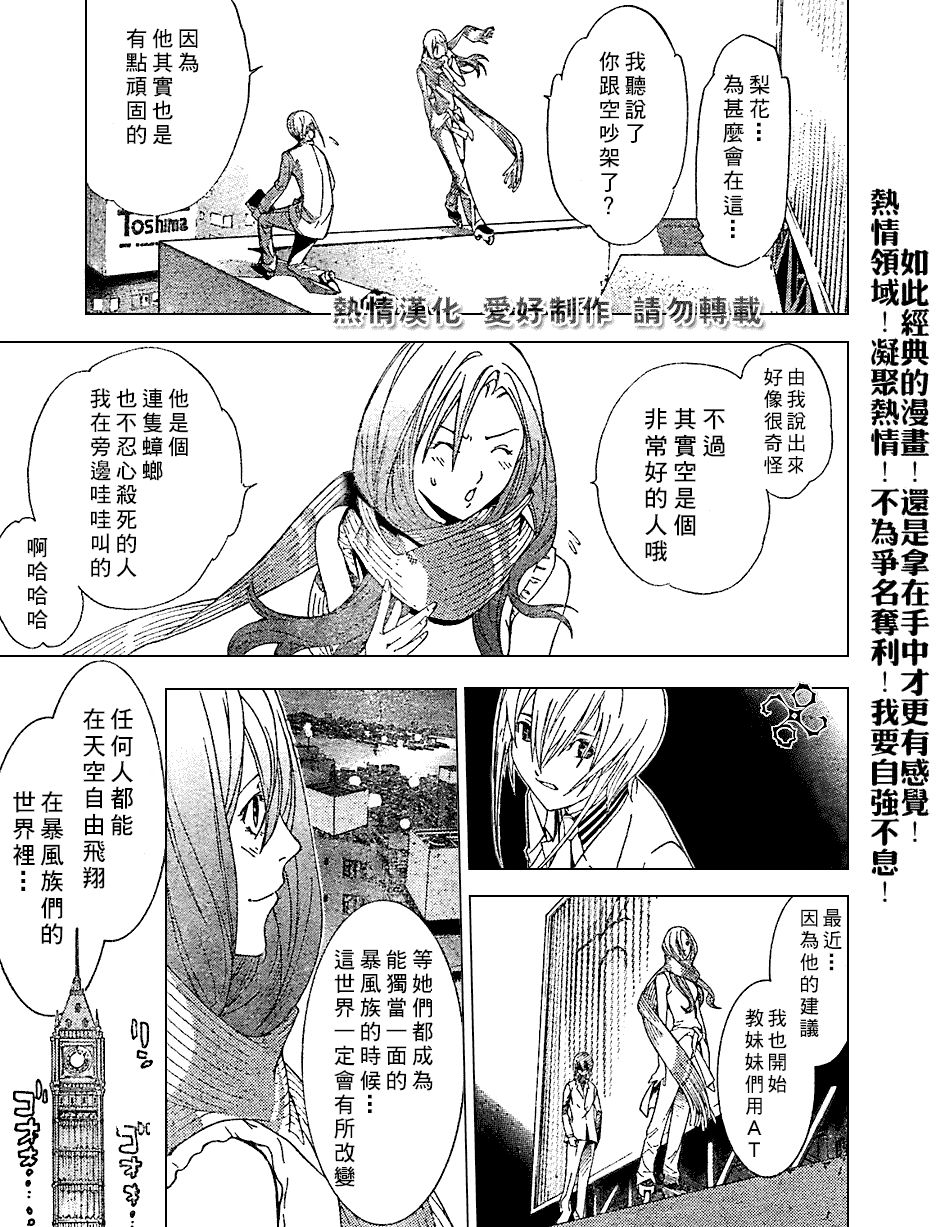 梨花…
為甚麼會在這…
我聽說了
你跟空吵架了？
因為
他其實也是
有點頑固的
Toshima
熱情漢化 愛好制作 請勿轉載
由我說出來
好像很奇怪
不過
其實空是個
非常好的人哦
他是個
連隻蟑螂
也不忍心殺死的人
我在旁邊哇哇叫的
啊哈哈哈
最近…
因為他的建議
我也開始
教妹妹們用AT
等她們都成為
能獨當一面的
暴風族的時候…
這世界一定會有所改變
任何人都能
在天空自由飛翔
在暴風族們的
世界裡…
ゴオォ…
ゴオォ…
如此經典的漫畫！還是拿在手中才更有感覺！
熱情領域！凝聚熱情！不為爭名奪利！我要自強不息！